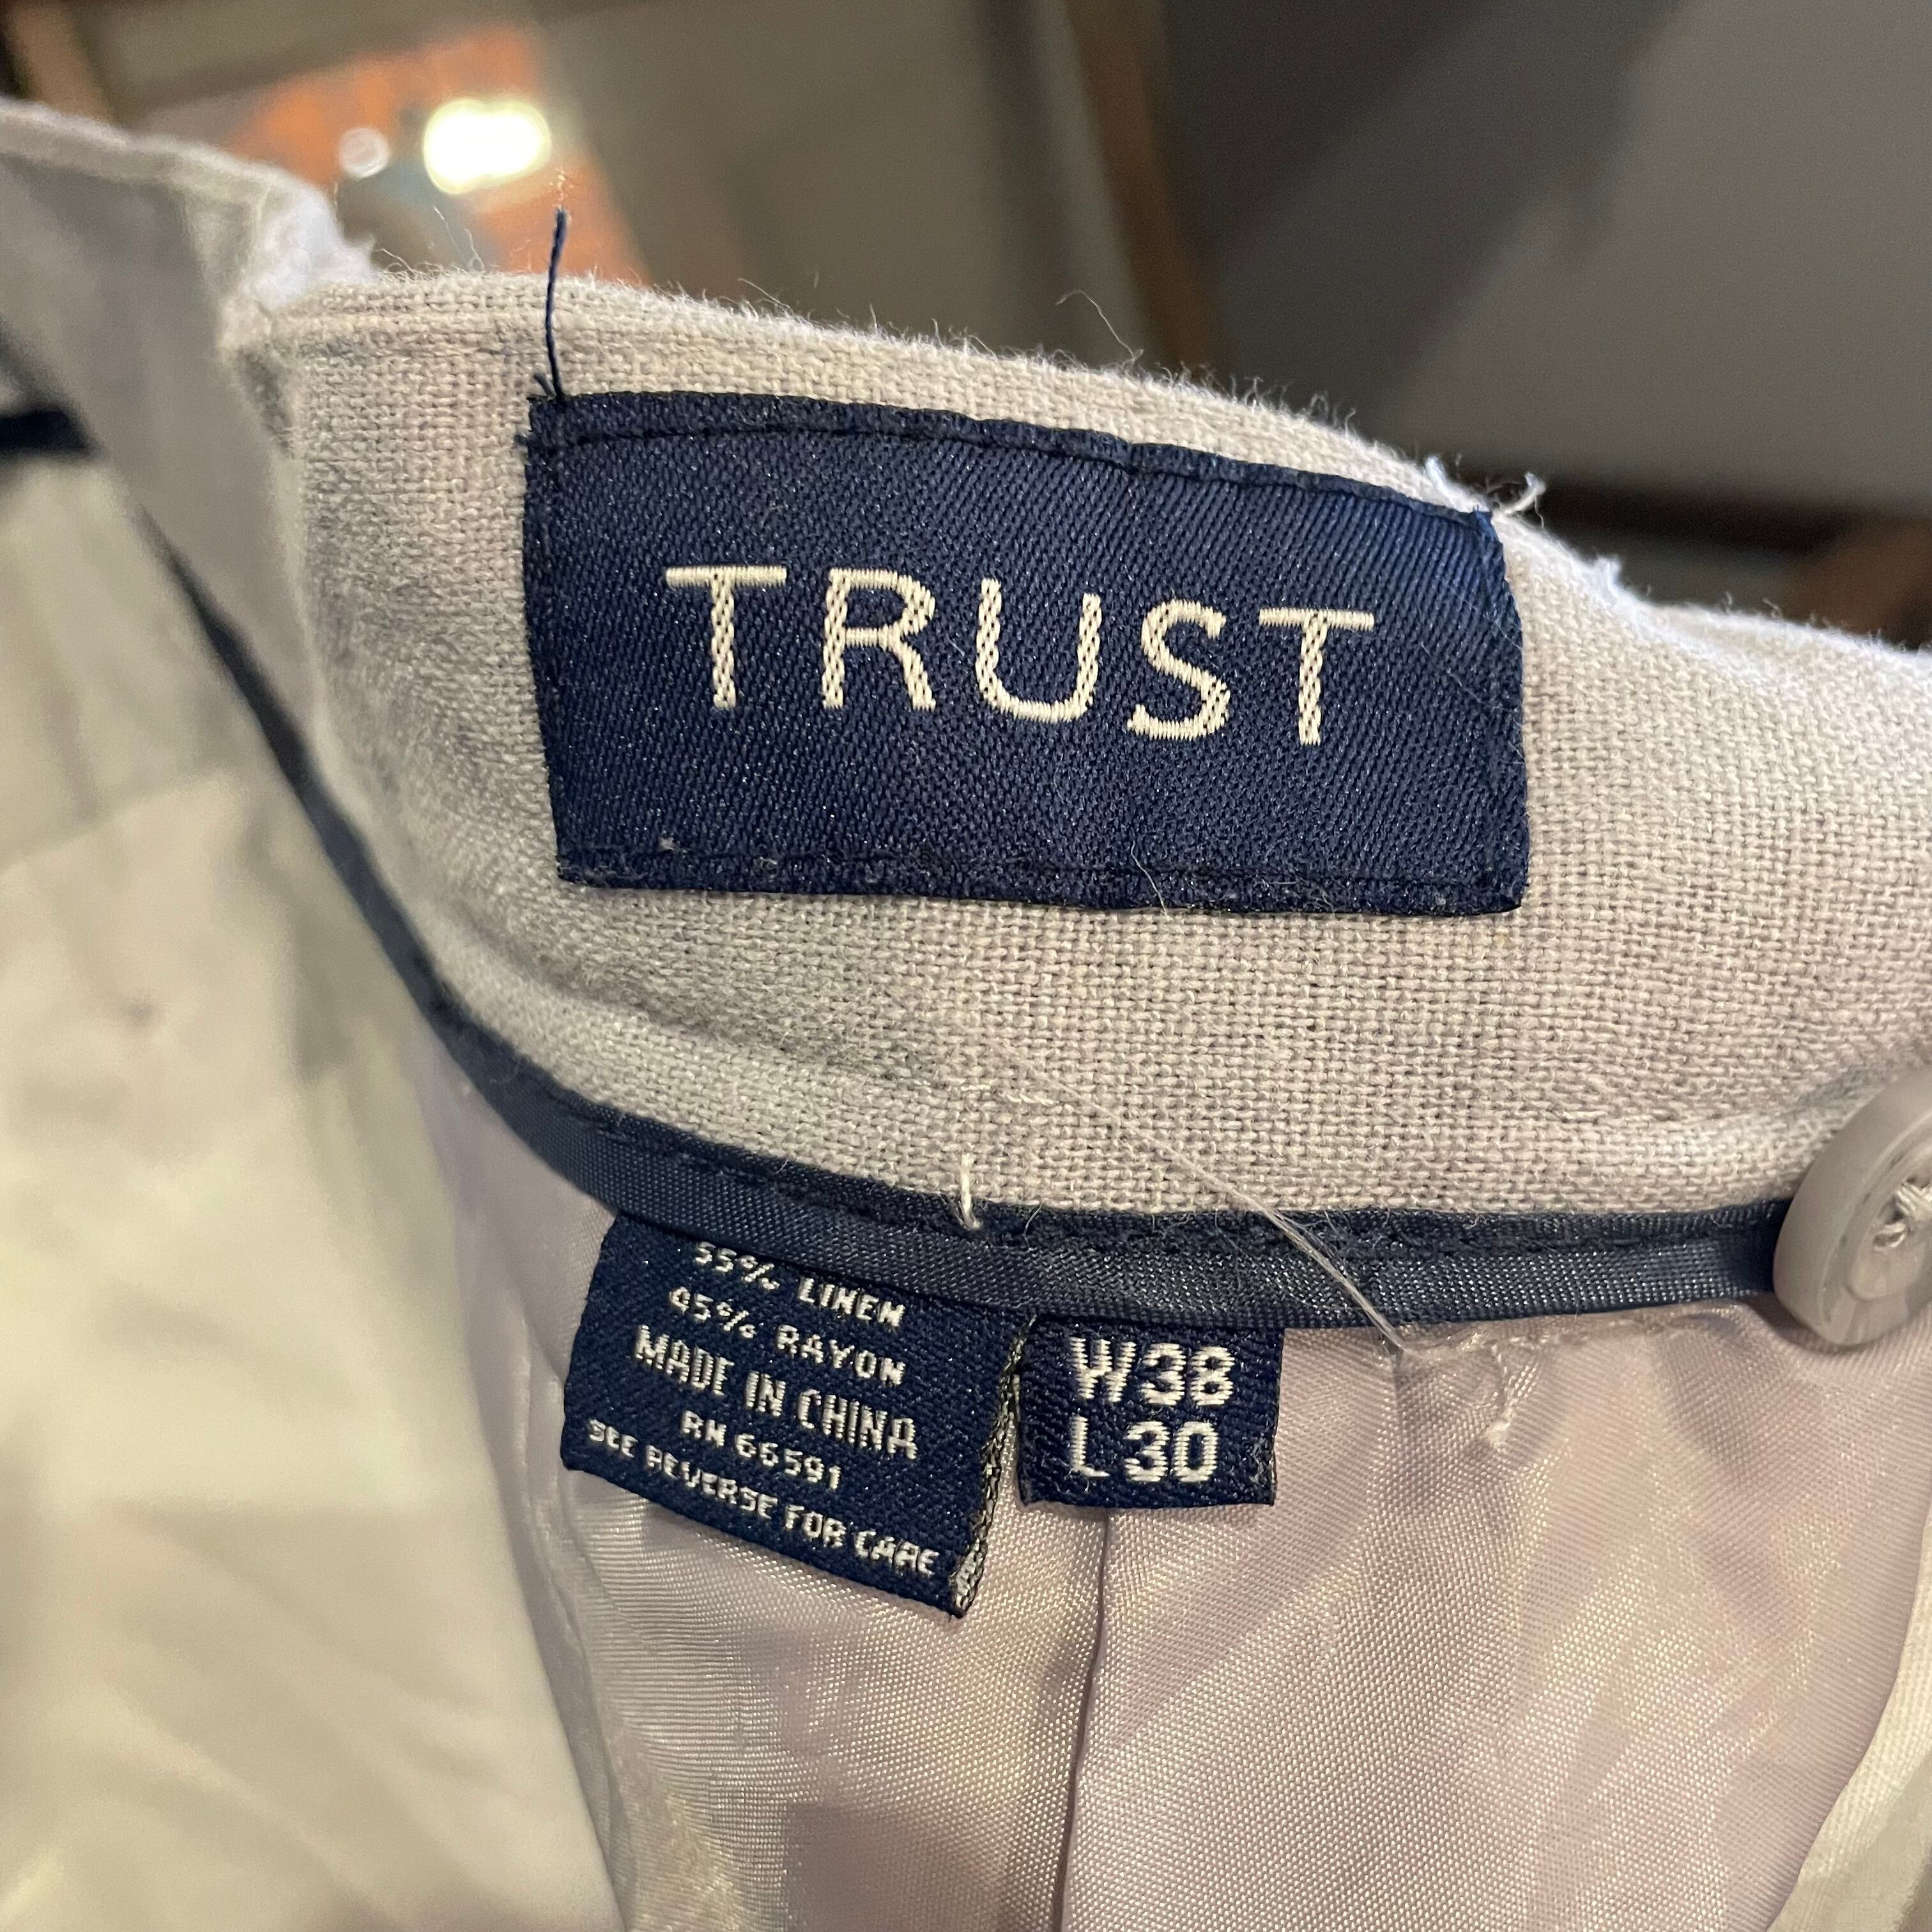 TRUST
55% LINEN
45% RAYON
MADE IN CHINA
RN 66591
SEE REVERSE FOR CARE
W38
L30